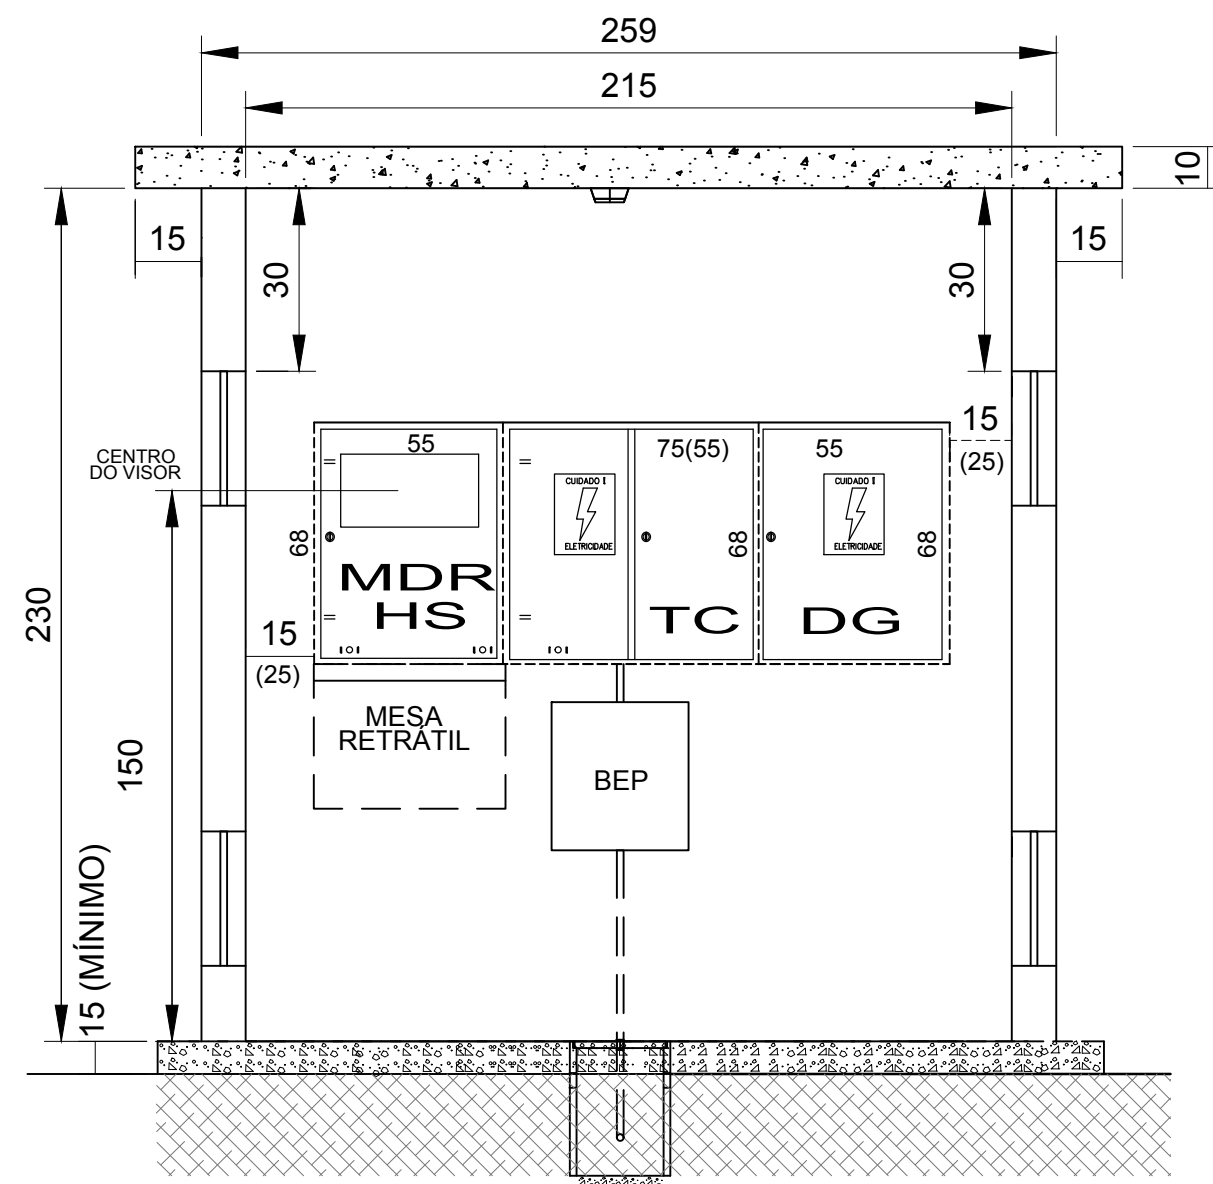 259
215
10
15
15
30
30
15
(25)
CENTRO
DO VISOR
55
75(55)
55
CUIDADO !
ELETRICIDADE
CUIDADO !
ELETRICIDADE
68
68
68
MDR
HS
TC
DG
230
15
(25)
MESA
RETRÁTIL
150
BEP
15 (MÍNIMO)